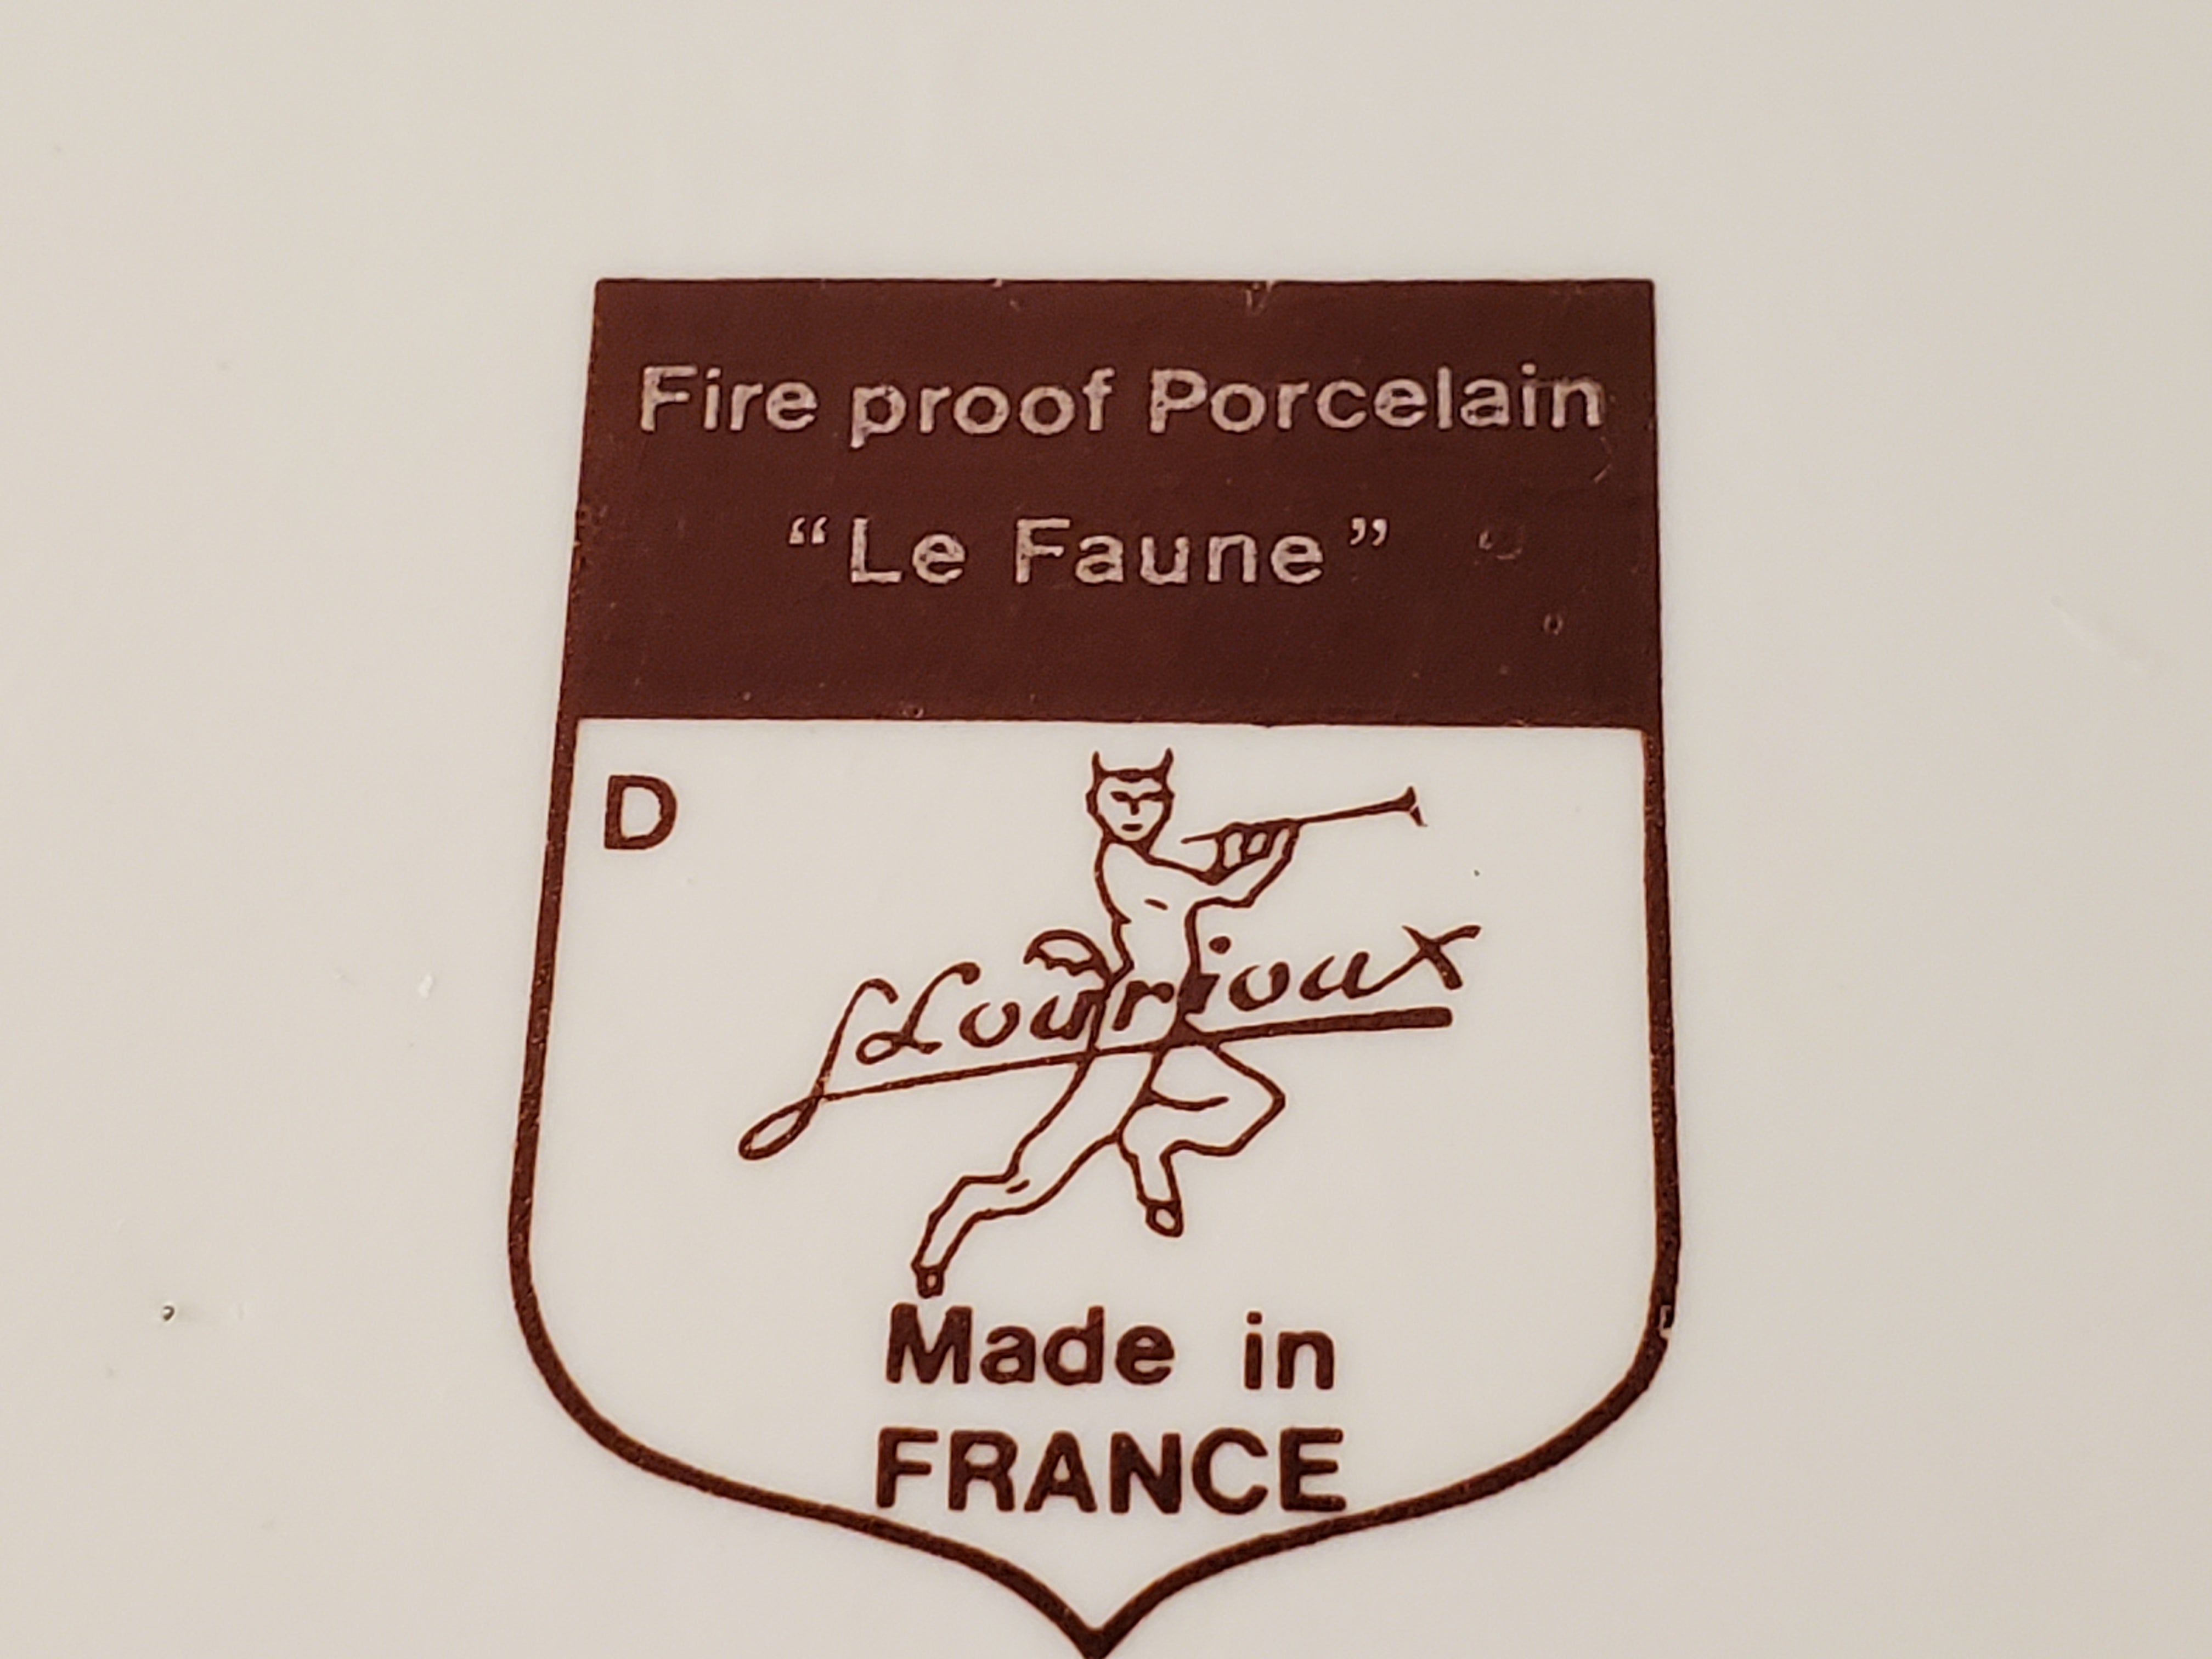 Fire proof Porcelain
“Le Faune”
D
Lourioux
Made in
FRANCE